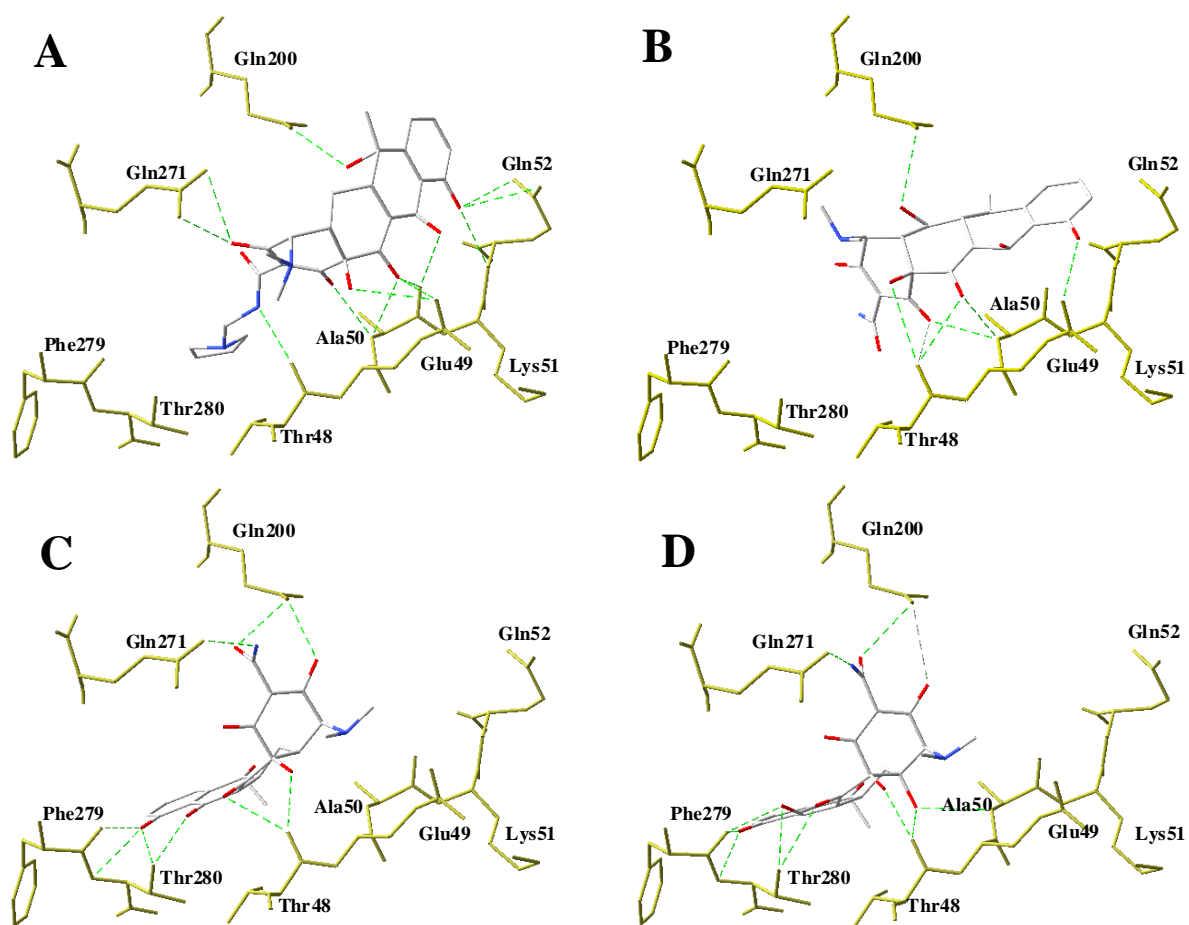 A
Gln200
Gln271
Gln52
Ala50
Glu49
Lys51
Phe279
Thr280
Thr48
B
Gln200
Gln271
Gln52
Ala50
Glu49
Lys51
Phe279
Thr280
Thr48
C
Gln200
Gln271
Gln52
Phe279
Ala50
Glu49
Lys51
Thr280
Thr48
D
Gln200
Gln271
Gln52
Phe279
Ala50
Glu49
Lys51
Thr280
Thr48